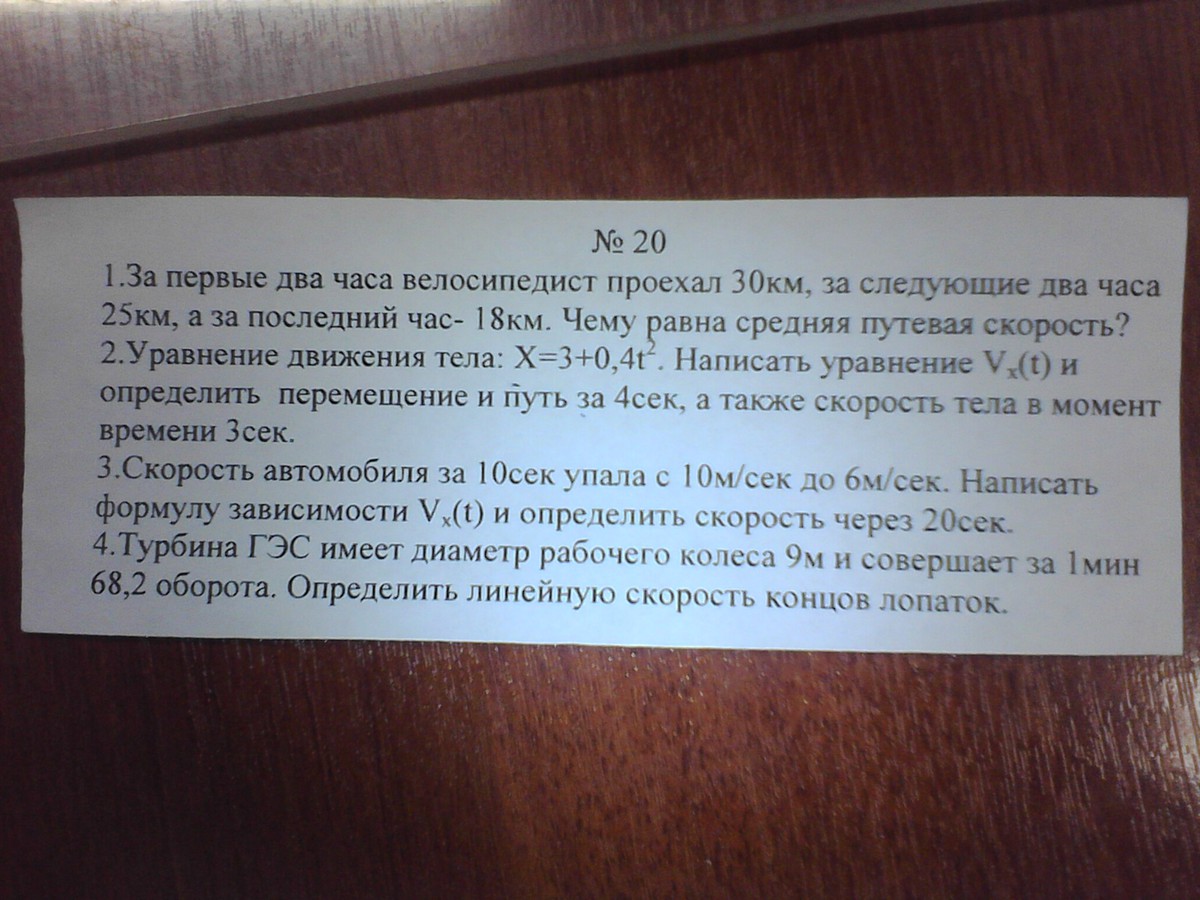 № 20
1.За первые два часа велосипедист проехал 30км, за следующие два часа
25км, а за последний час- 18км. Чему равна средняя путевая скорость?
2.Уравнение движения тела: X=3+0,4t². Написать уравнение Vₓ(t) и
определить перемещение и путь за 4сек, а также скорость тела в момент
времени 3сек.
3.Скорость автомобиля за 10сек упала с 10м/сек до 6м/сек. Написать
формулу зависимости Vₓ(t) и определить скорость через 20сек.
4.Турбина ГЭС имеет диаметр рабочего колеса 9м и совершает за 1мин
68,2 оборота. Определить линейную скорость концов лопаток.